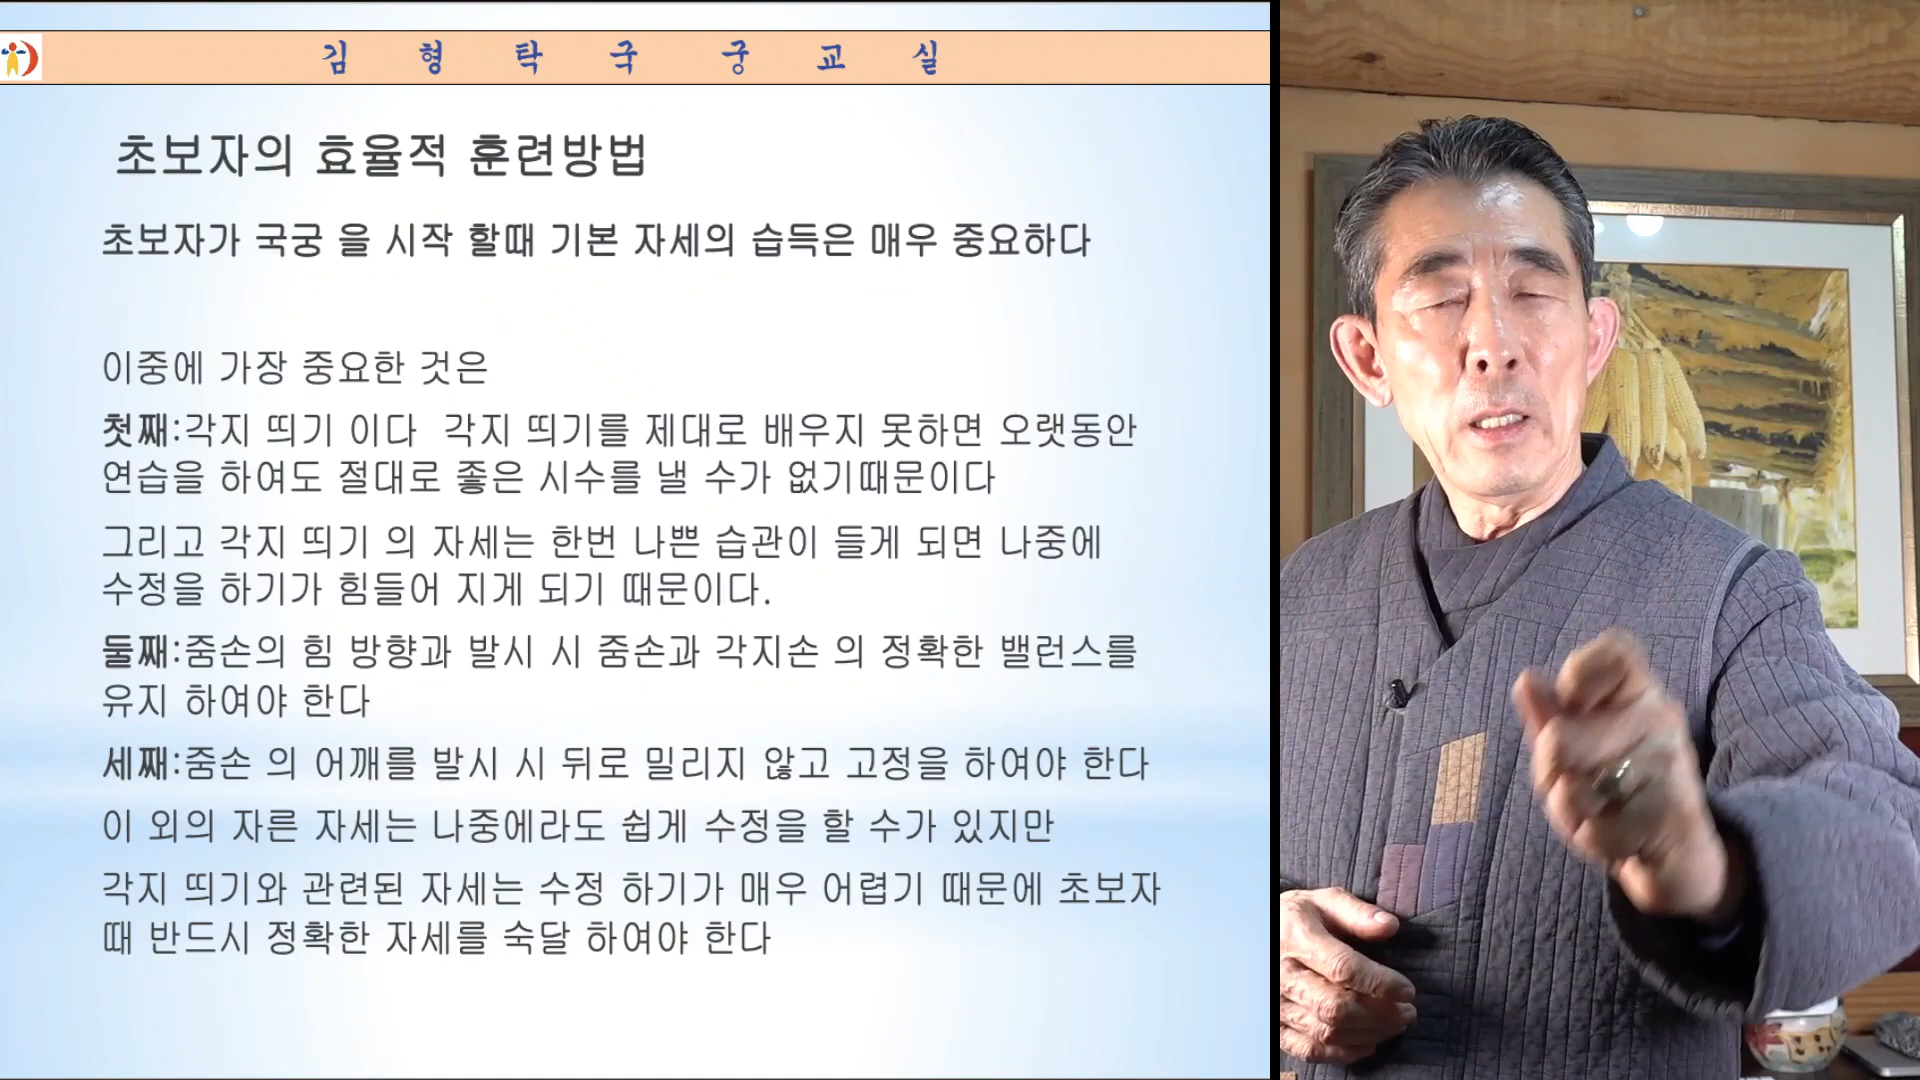 김 형 탁 국 궁 교 실
초보자의 효율적 훈련방법
초보자가 국궁 을 시작 할때 기본 자세의 습득은 매우 중요하다
이중에 가장 중요한 것은
첫째:각지 띄기 이다 각지 띄기를 제대로 배우지 못하면 오랫동안
연습을 하여도 절대로 좋은 시수를 낼 수가 없기때문이다
그리고 각지 띄기 의 자세는 한번 나쁜 습관이 들게 되면 나중에
수정을 하기가 힘들어 지게 되기 때문이다.
둘째:줌손의 힘 방향과 발시 시 줌손과 각지손 의 정확한 밸런스를
유지 하여야 한다
세째:줌손 의 어깨를 발시 시 뒤로 밀리지 않고 고정을 하여야 한다
이 외의 자른 자세는 나중에라도 쉽게 수정을 할 수가 있지만
각지 띄기와 관련된 자세는 수정 하기가 매우 어렵기 때문에 초보자
때 반드시 정확한 자세를 숙달 하여야 한다